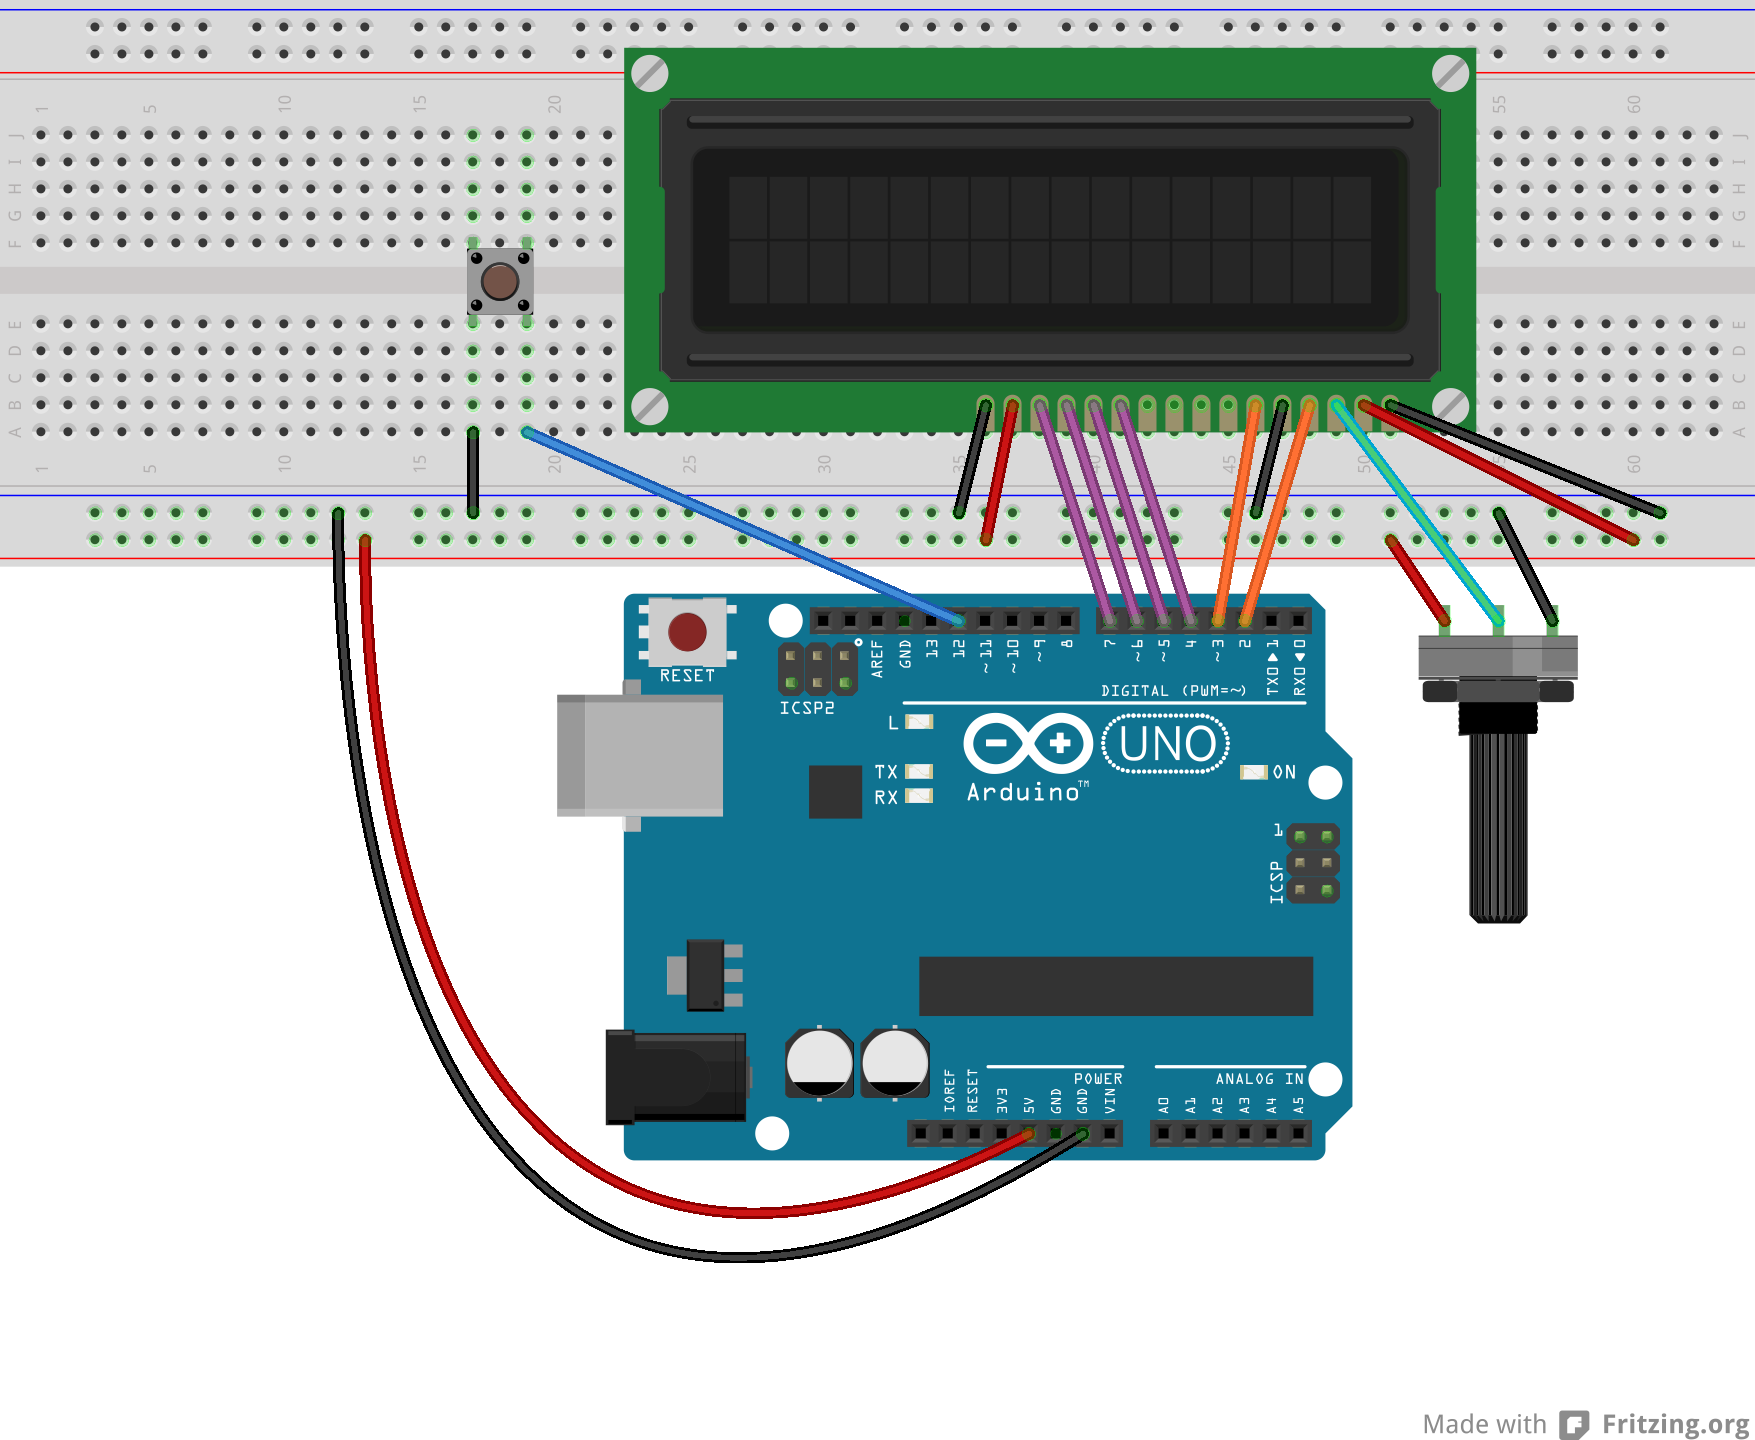 1 5 10 15 20 55 60
J J
I I
H H
G G
F F
E E
D D
C C
B B
A A
1 5 10 15 20 25 30 35 40 45 50 55 60
RESET
AREF GND 13 12 ~11 ~10 ~9 8 7 ~6 ~5 4 ~3 2 TX0▶1 RX0◀0
ICSP2
DIGITAL (PWM=~)
L
UNO
TX
RX
Arduino™
ON
1
ICSP
POWER
ANALOG IN
IOREF RESET 3V3 5V GND GND VIN A0 A1 A2 A3 A4 A5
Made with Fritzing.org